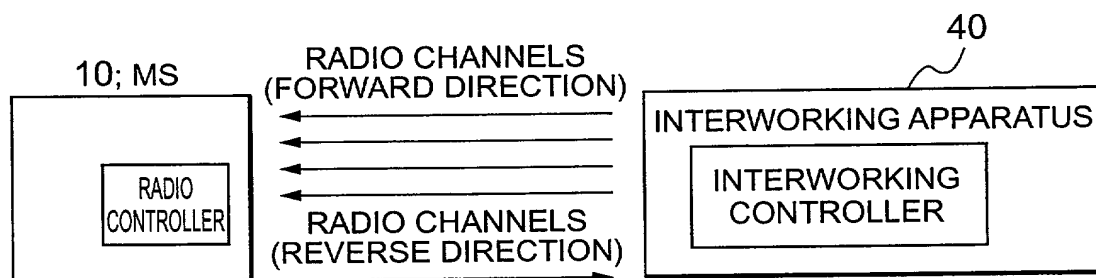 40
10; MS
RADIO CHANNELS
(FORWARD DIRECTION)
INTERWORKING APPARATUS
RADIO
CONTROLLER
INTERWORKING
CONTROLLER
RADIO CHANNELS
(REVERSE DIRECTION)